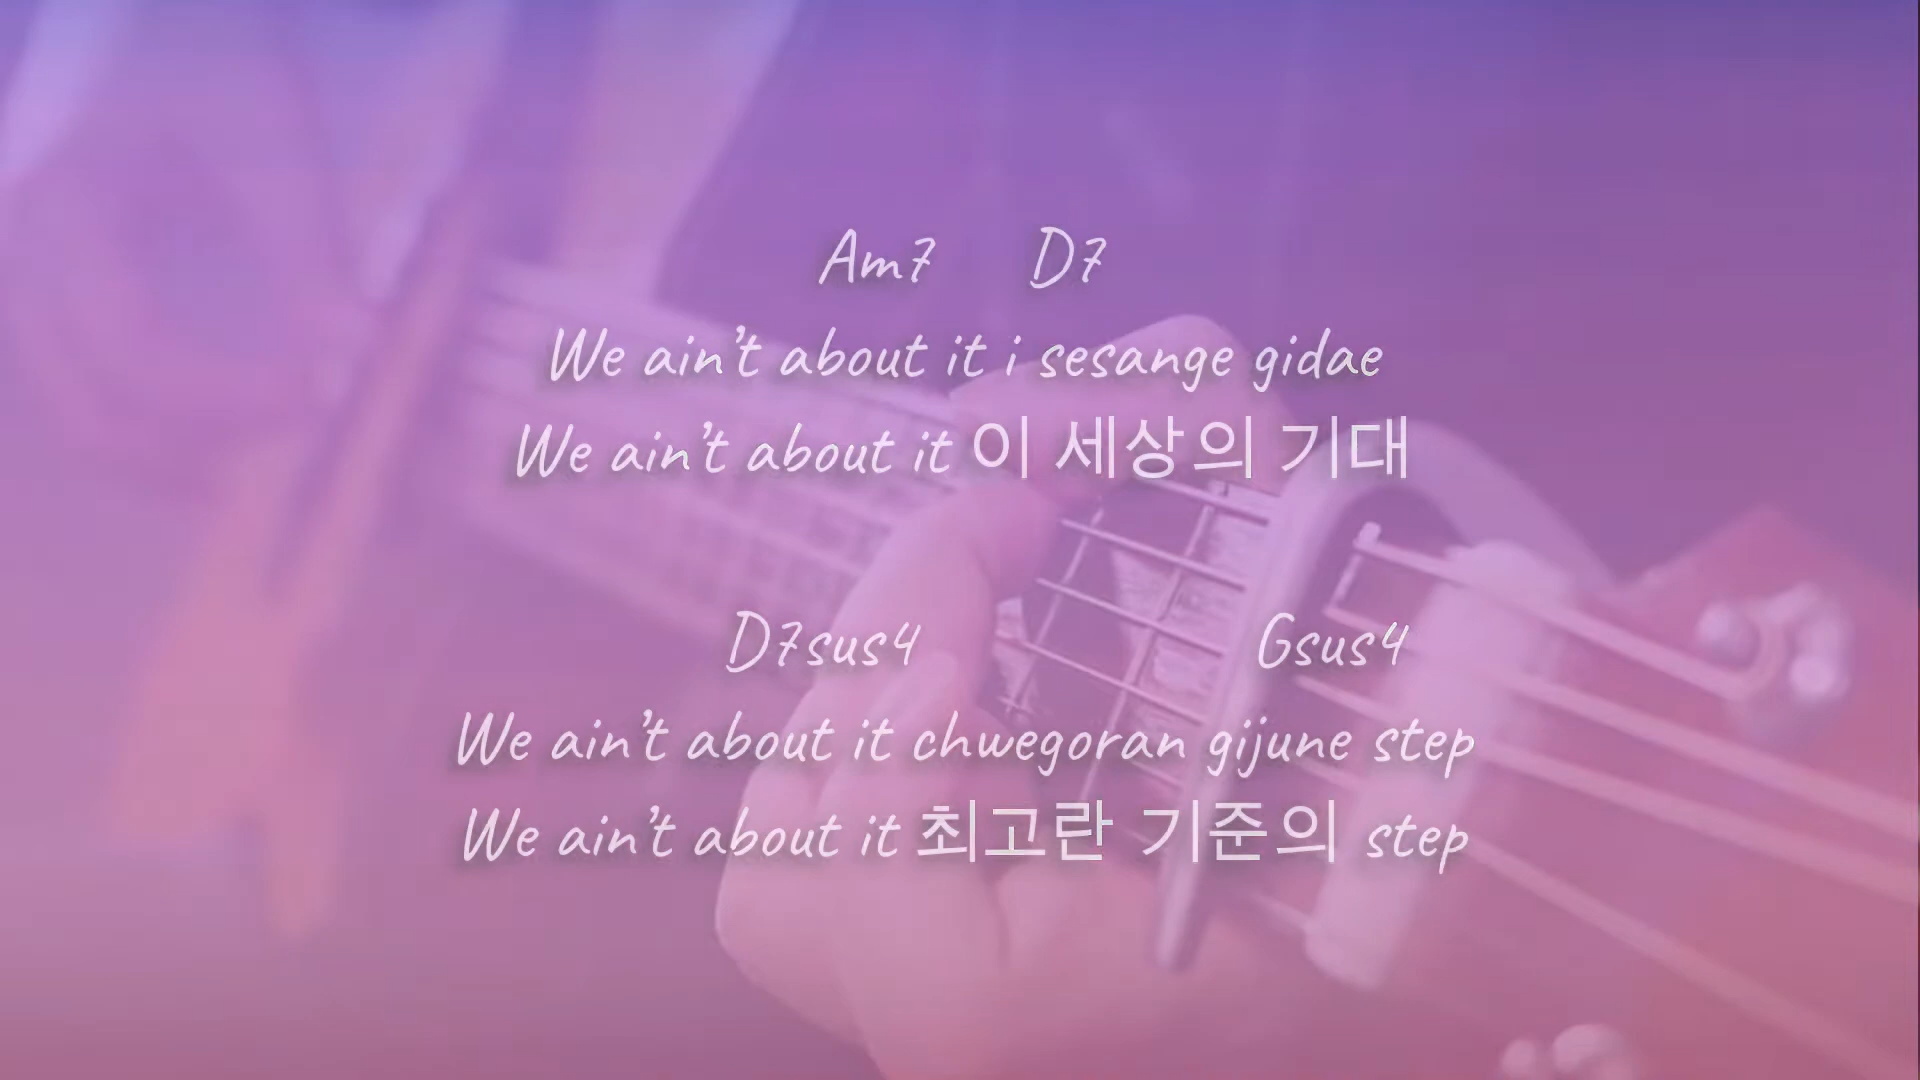 Am7 D7
We ain't about it i sesange gidae
We ain't about it 이 세상의 기대
D7sus4 Gsus4
We ain't about it chwegoran gijune step
We ain't about it 최고란 기준의 step